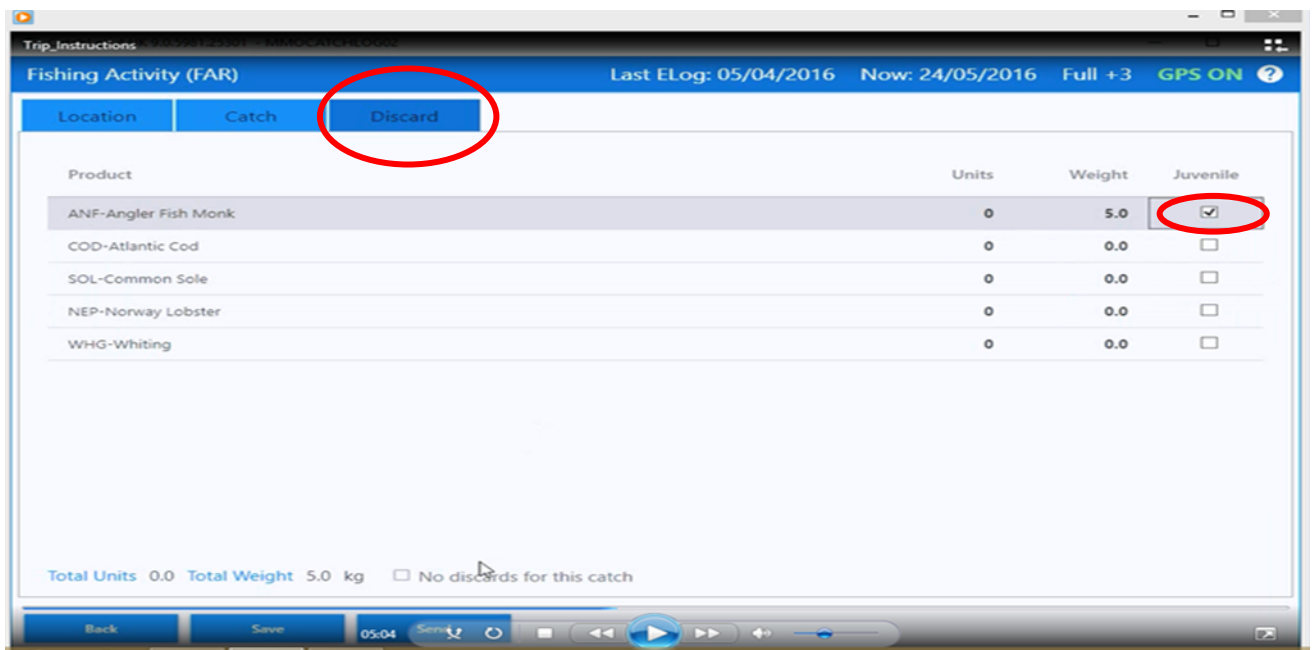 Trip_Instructions
Fishing Activity (FAR) Last ELog: 05/04/2016 Now: 24/05/2016 Full +3 GPS ON ?
Location Catch Discard
Product Units Weight Juvenile
ANF-Angler Fish Monk 0 5.0
COD-Atlantic Cod 0 0.0
SOL-Common Sole 0 0.0
NEP-Norway Lobster 0 0.0
WHG-Whiting 0 0.0
Total Units 0.0 Total Weight 5.0 kg No discards for this catch
Back Save 05:04